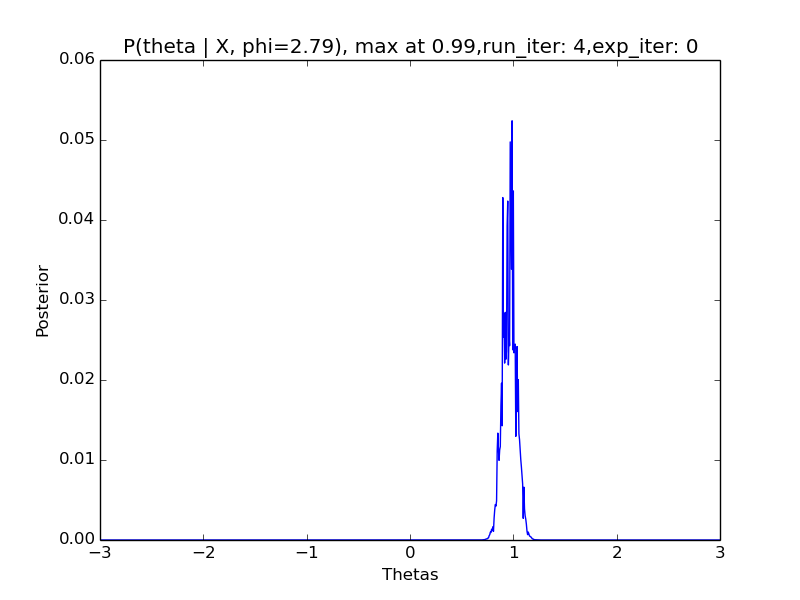 P(theta | X, phi=2.79), max at 0.99,run_iter: 4,exp_iter: 0
0.06
0.05
0.04
0.03
0.02
0.01
0.00
Posterior
−3 −2 −1 0 1 2 3
Thetas